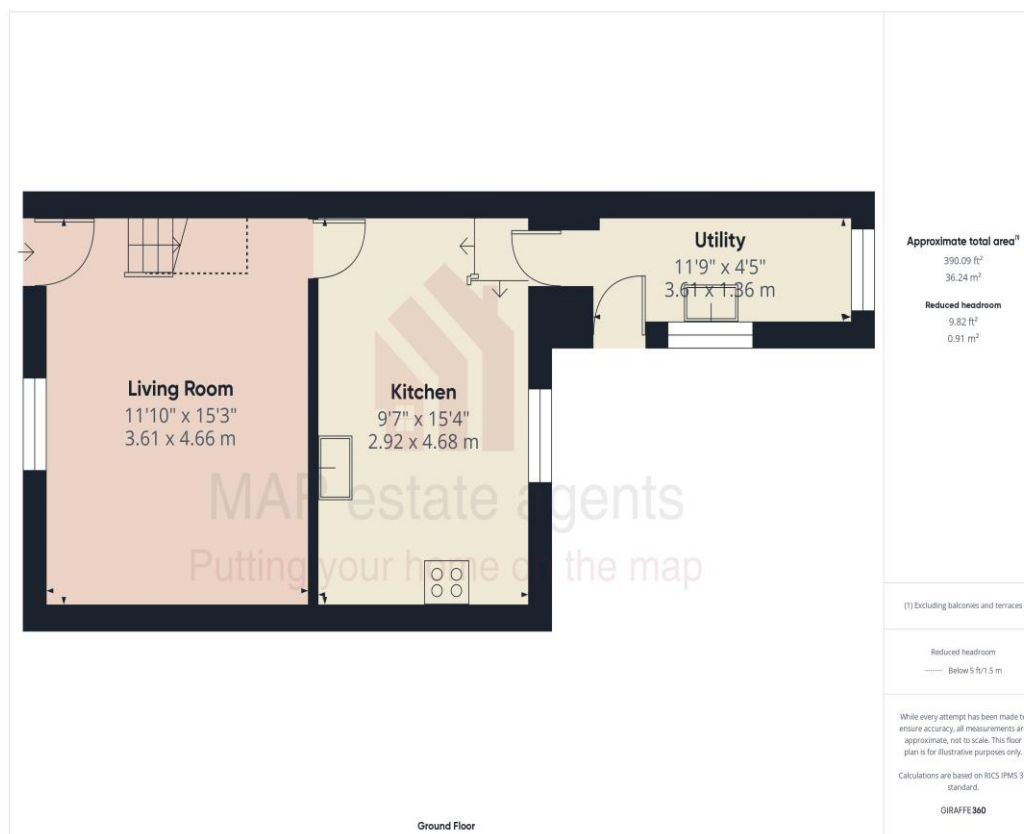 Utility
11'9" x 4'5"
3.61 x 1.36 m
Living Room
11'10" x 15'3"
3.61 x 4.66 m
Kitchen
9'7" x 15'4"
2.92 x 4.68 m
MAP estate agents
Putting your home on the map
Ground Floor
Approximate total area(1)
390.09 ft²
36.24 m²
Reduced headroom
9.82 ft²
0.91 m²
(1) Excluding balconies and terraces
Reduced headroom
Below 5 ft/1.5 m
While every attempt has been made to
ensure accuracy, all measurements are
approximate, not to scale. This floor
plan is for illustrative purposes only.
Calculations are based on RICS IPMS 3
standard.
GIRAFFE360